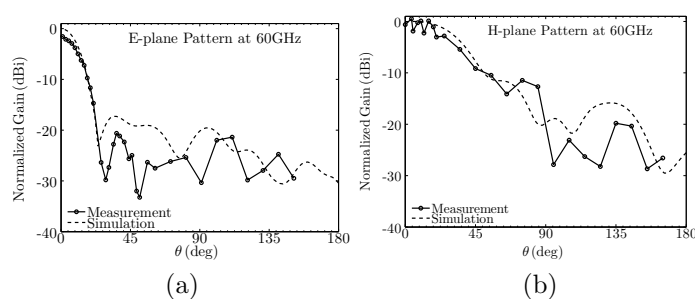 E-plane Pattern at 60GHz
Normalized Gain (dBi)
0
-10
-20
-30
-40
Measurement
Simulation
0 45 90 135 180
θ (deg)
(a)
H-plane Pattern at 60GHz
Normalized Gain (dBi)
0
-10
-20
-30
-40
Measurement
Simulation
0 45 90 135 180
θ (deg)
(b)